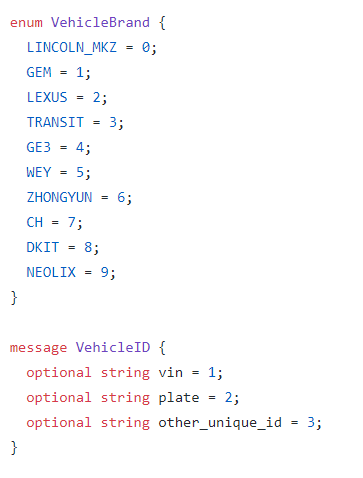 enum VehicleBrand {
  LINCOLN_MKZ = 0;
  GEM = 1;
  LEXUS = 2;
  TRANSIT = 3;
  GE3 = 4;
  WEY = 5;
  ZHONGYUN = 6;
  CH = 7;
  DKIT = 8;
  NEOLIX = 9;
}

message VehicleID {
  optional string vin = 1;
  optional string plate = 2;
  optional string other_unique_id = 3;
}